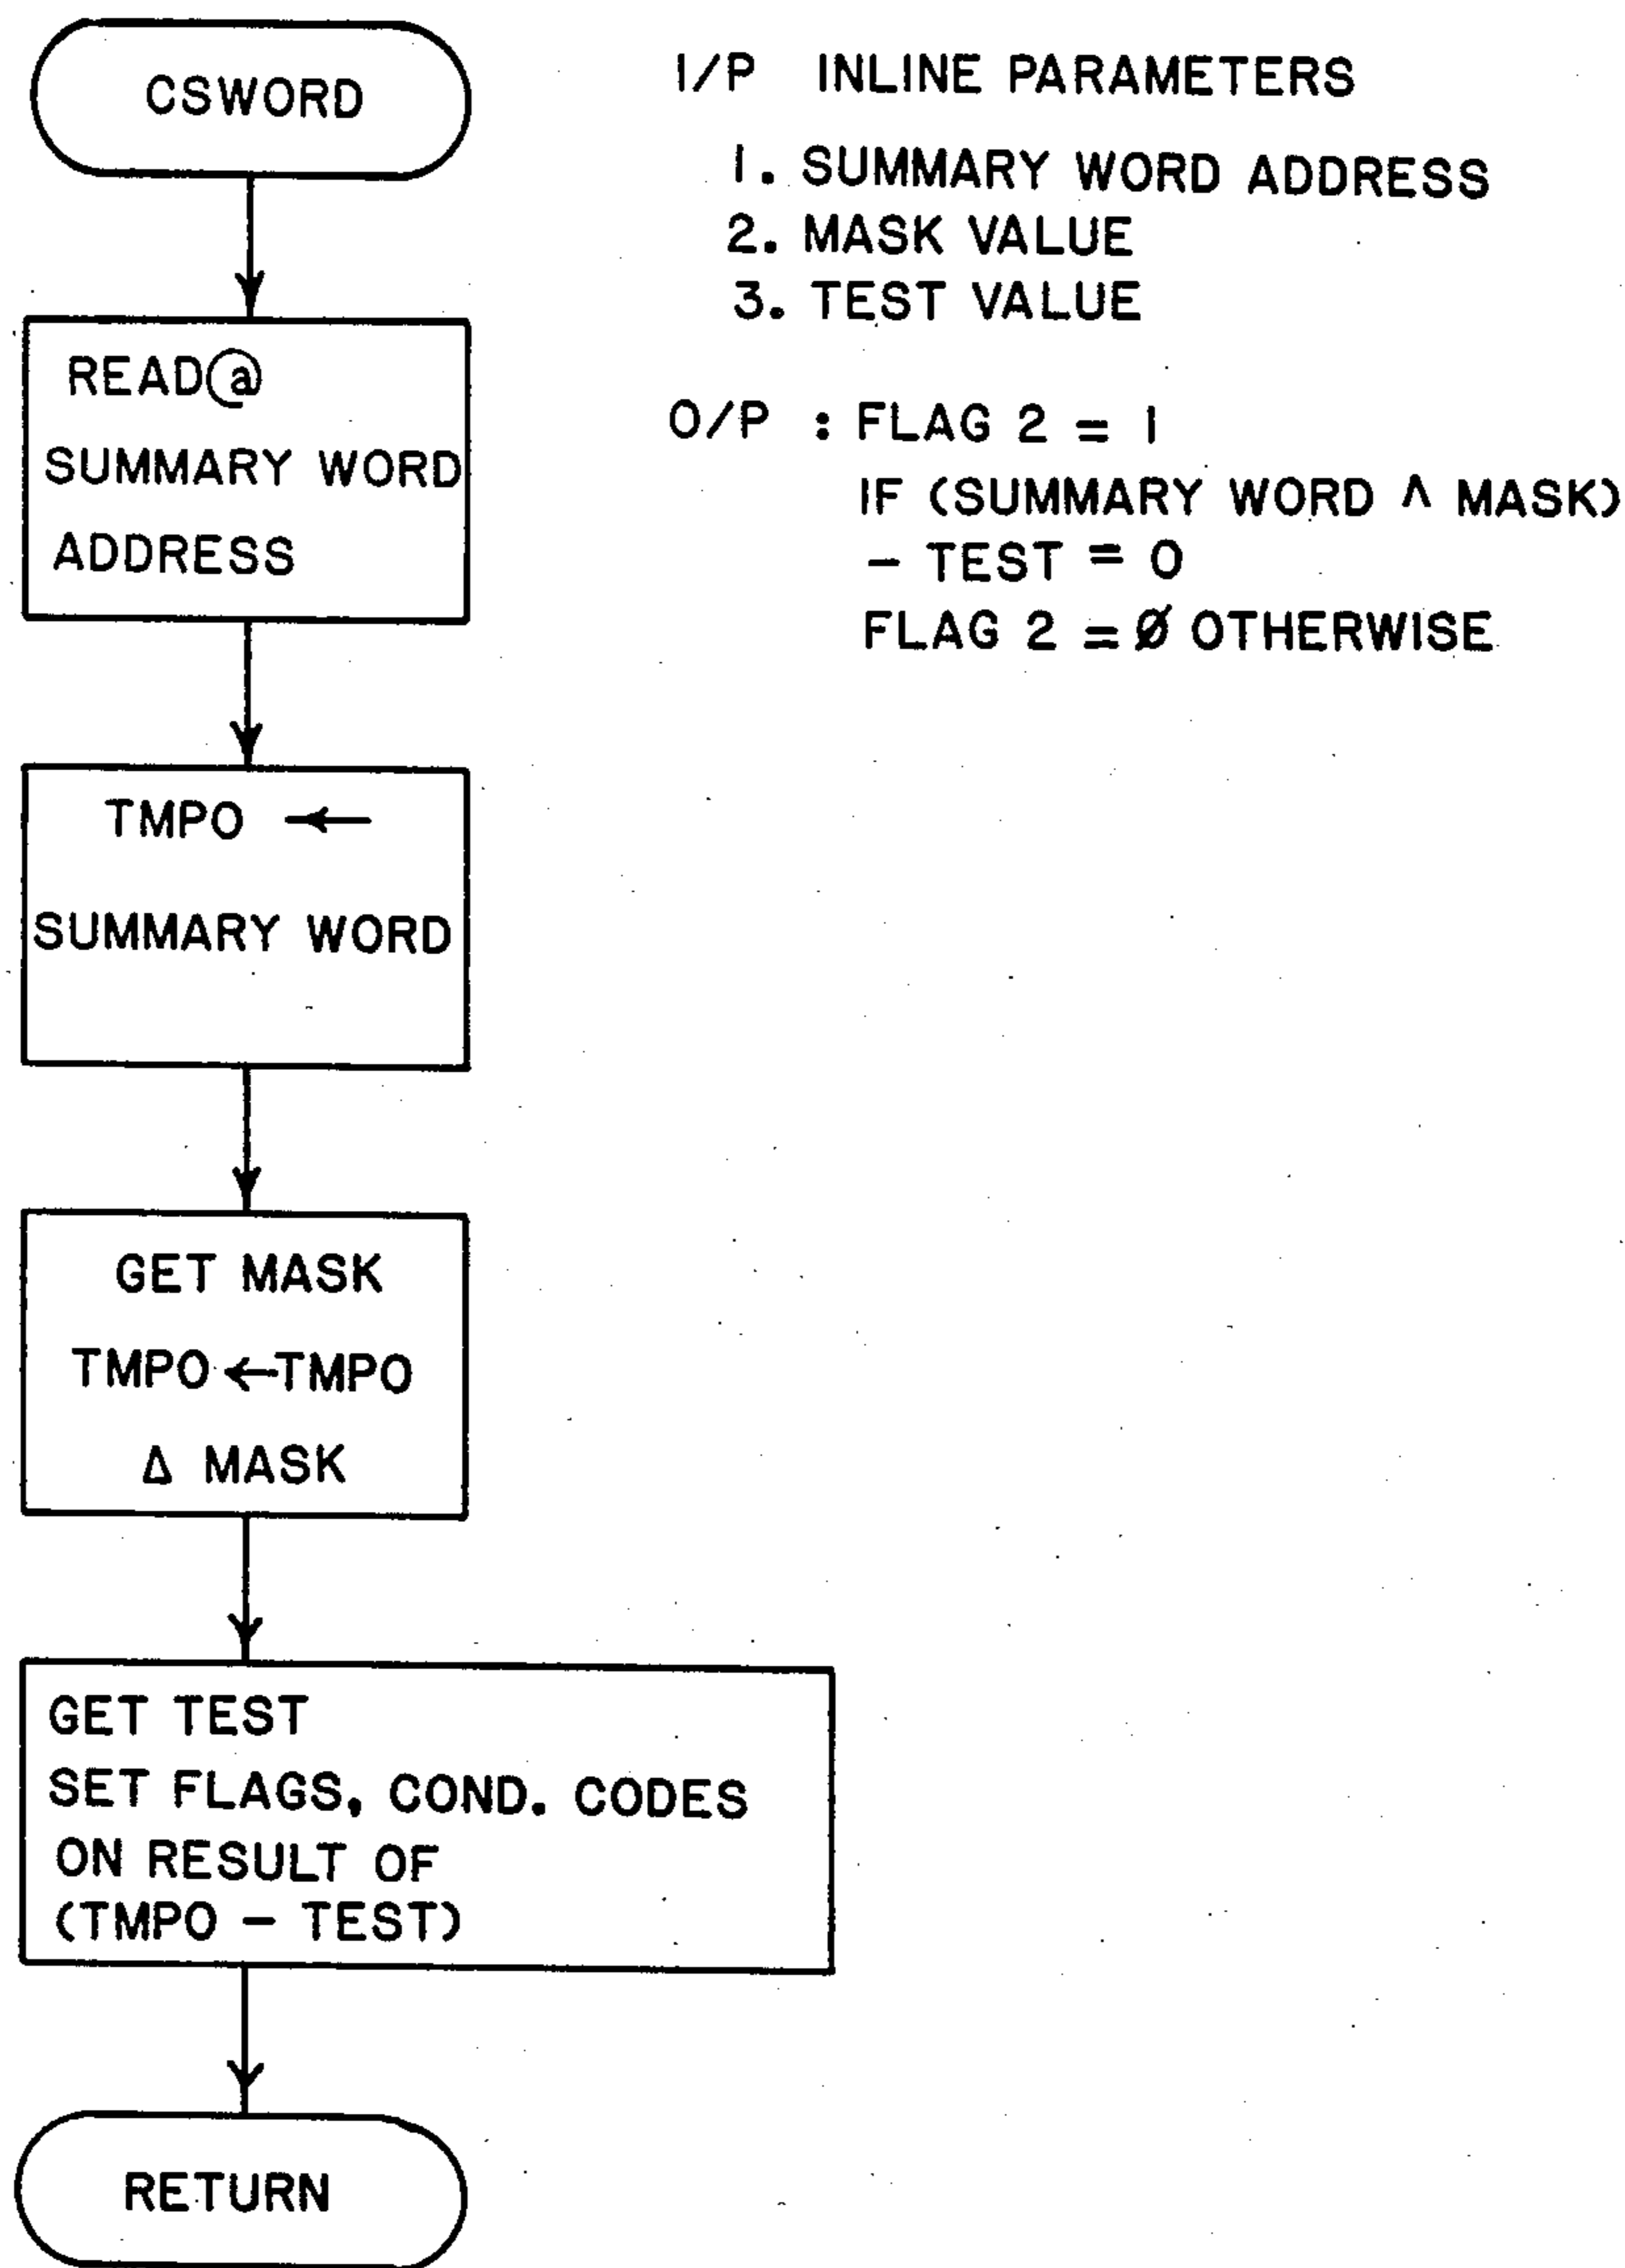 CSWORD
I/P INLINE PARAMETERS
1. SUMMARY WORD ADDRESS
2. MASK VALUE
3. TEST VALUE
O/P : FLAG 2 = 1
IF (SUMMARY WORD ∧ MASK)
- TEST = 0
FLAG 2 = Ø OTHERWISE
READ@
SUMMARY WORD
ADDRESS
TMPO ←
SUMMARY WORD
GET MASK
TMPO ← TMPO
Δ MASK
GET TEST
SET FLAGS, COND. CODES
ON RESULT OF
(TMPO - TEST)
RETURN